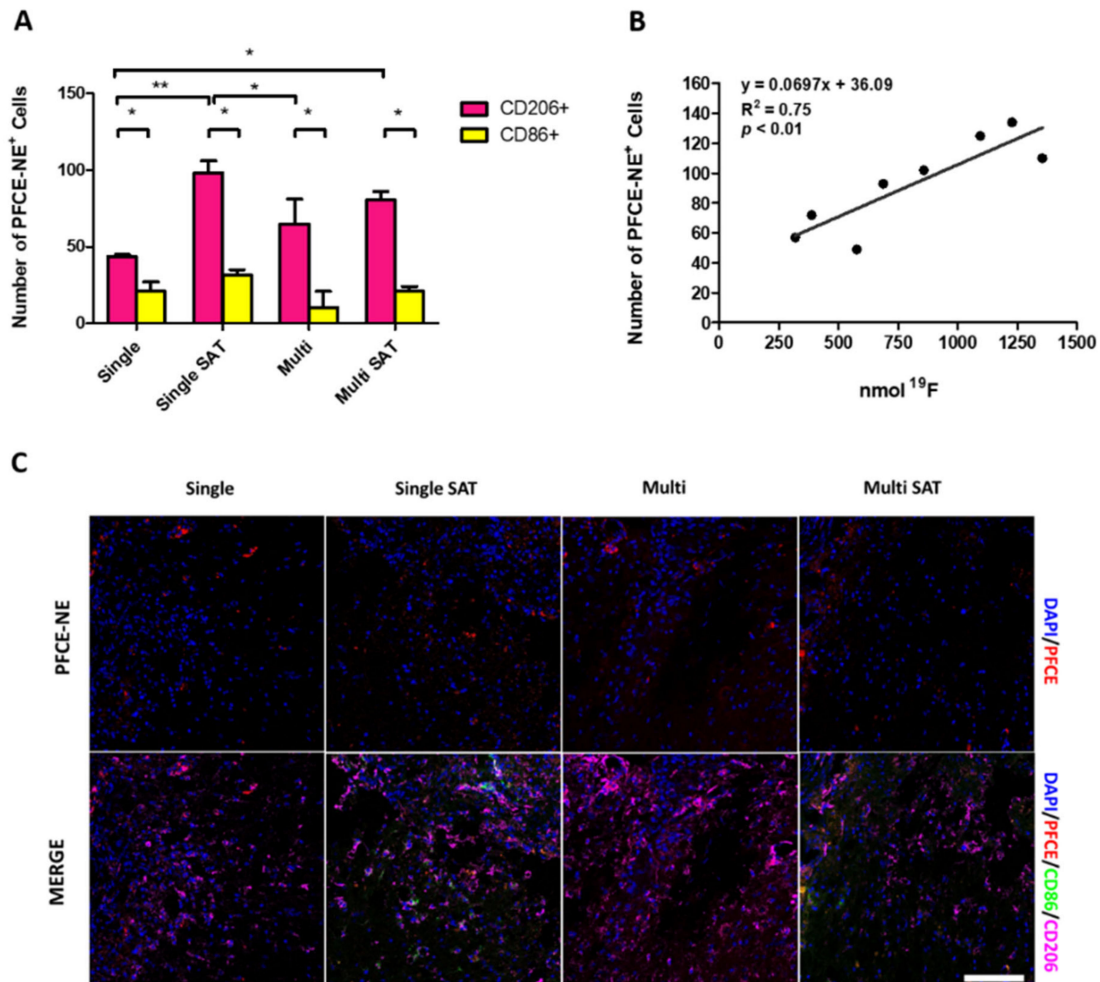 A
Number of PFCE-NE+ Cells
150
100
50
0
*
**
*
*
*
*
*
CD206+
CD86+
Single
Single SAT
Multi
Multi SAT
B
Number of PFCE-NE+ Cells
160
140
120
100
80
60
40
20
0
y = 0.0697x + 36.09
R² = 0.75
p < 0.01
0
250
500
750
1000
1250
1500
nmol ¹⁹F
C
Single
Single SAT
Multi
Multi SAT
PFCE-NE
DAPI/PFCE
MERGE
DAPI/PFCE/CD86/CD206